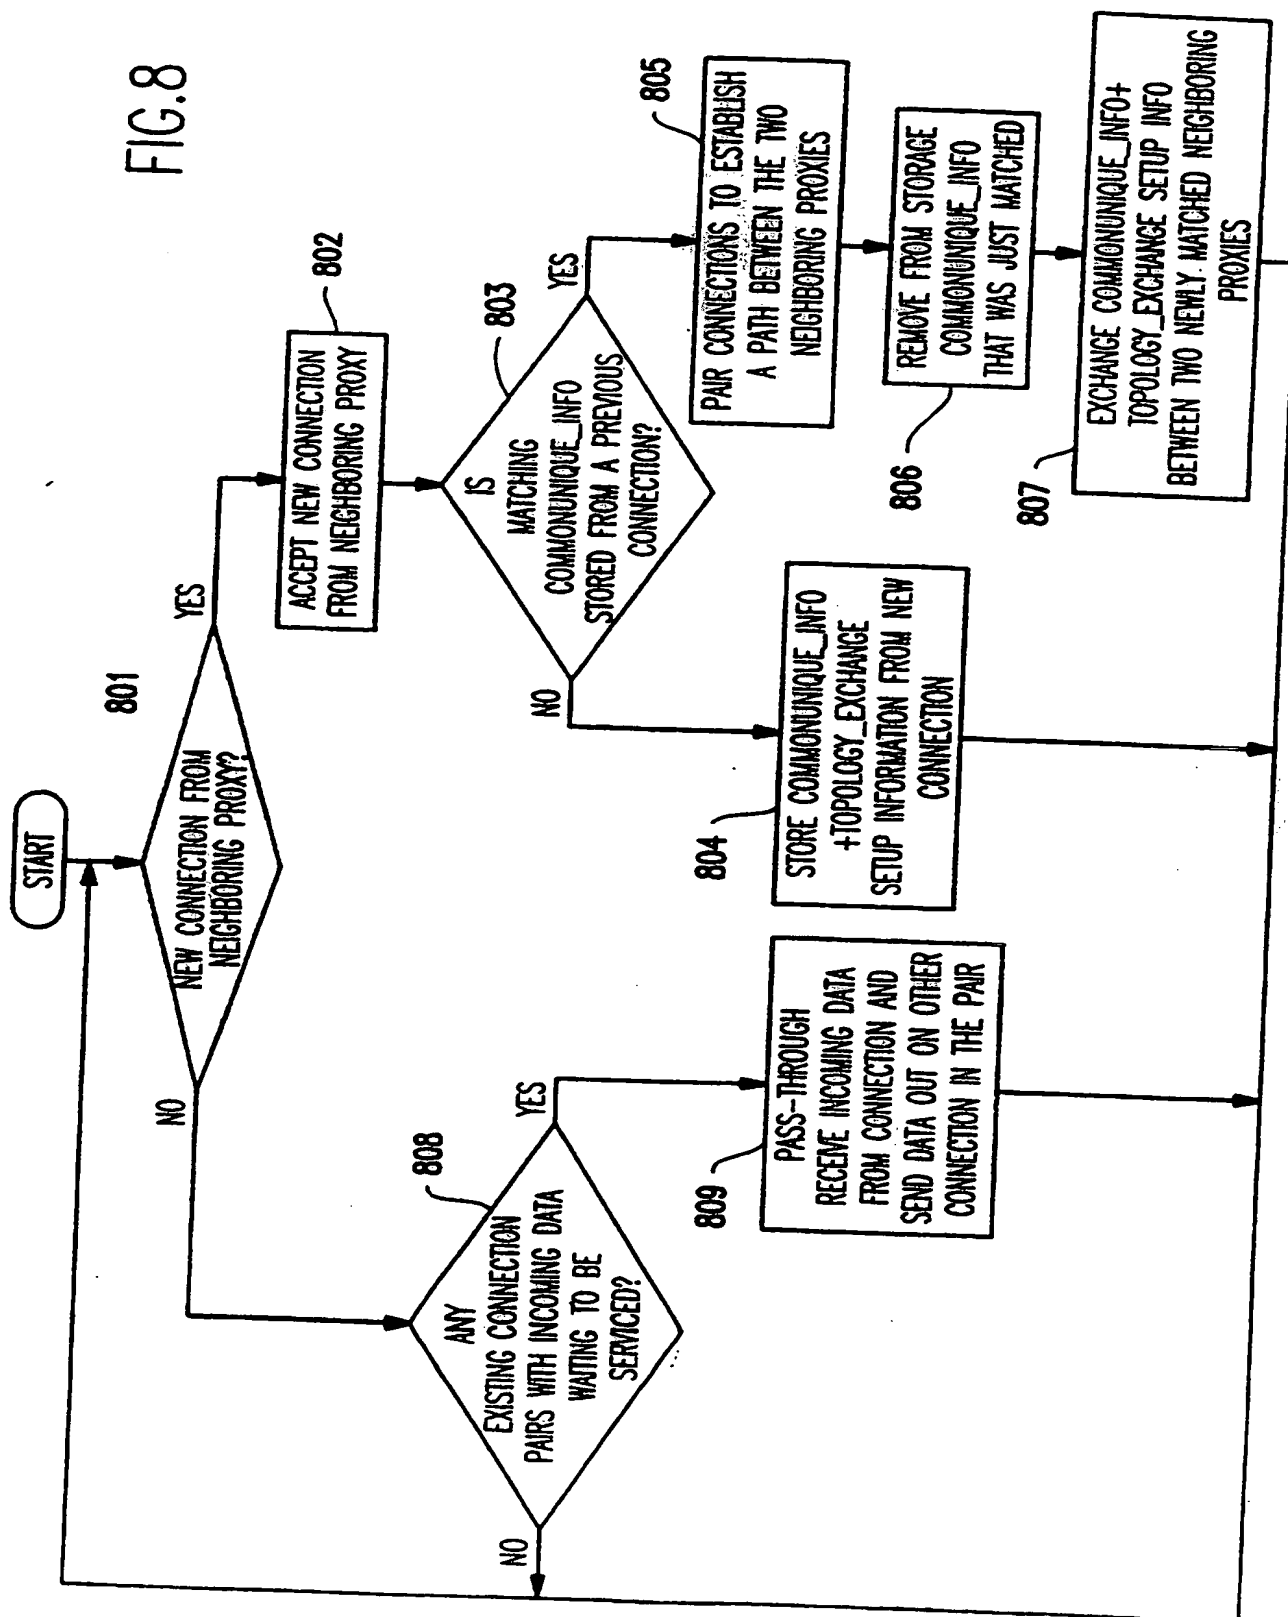 FIG.8
START
801
NEW CONNECTION FROM
NEIGHBORING PROXY?
YES
NO
802
ACCEPT NEW CONNECTION
FROM NEIGHBORING PROXY
803
IS
MATCHING
COMMONUNIQUE_INFO
STORED FROM A PREVIOUS
CONNECTION?
YES
NO
805
PAIR CONNECTIONS TO ESTABLISH
A PATH BETWEEN THE TWO
NEIGHBORING PROXIES
806
REMOVE FROM STORAGE
COMMONUNIQUE_INFO
THAT WAS JUST MATCHED
807
EXCHANGE COMMONUNIQUE_INFO+
TOPOLOGY_EXCHANGE SETUP INFO
BETWEEN TWO NEWLY MATCHED NEIGHBORING
PROXIES
804
STORE COMMONUNIQUE_INFO
+TOPOLOGY_EXCHANGE
SETUP INFORMATION FROM NEW
CONNECTION
808
ANY
EXISTING CONNECTION
PAIRS WITH INCOMING DATA
WAITING TO BE
SERVICED?
YES
NO
809
PASS-THROUGH
RECEIVE INCOMING DATA
FROM CONNECTION AND
SEND DATA OUT ON OTHER
CONNECTION IN THE PAIR